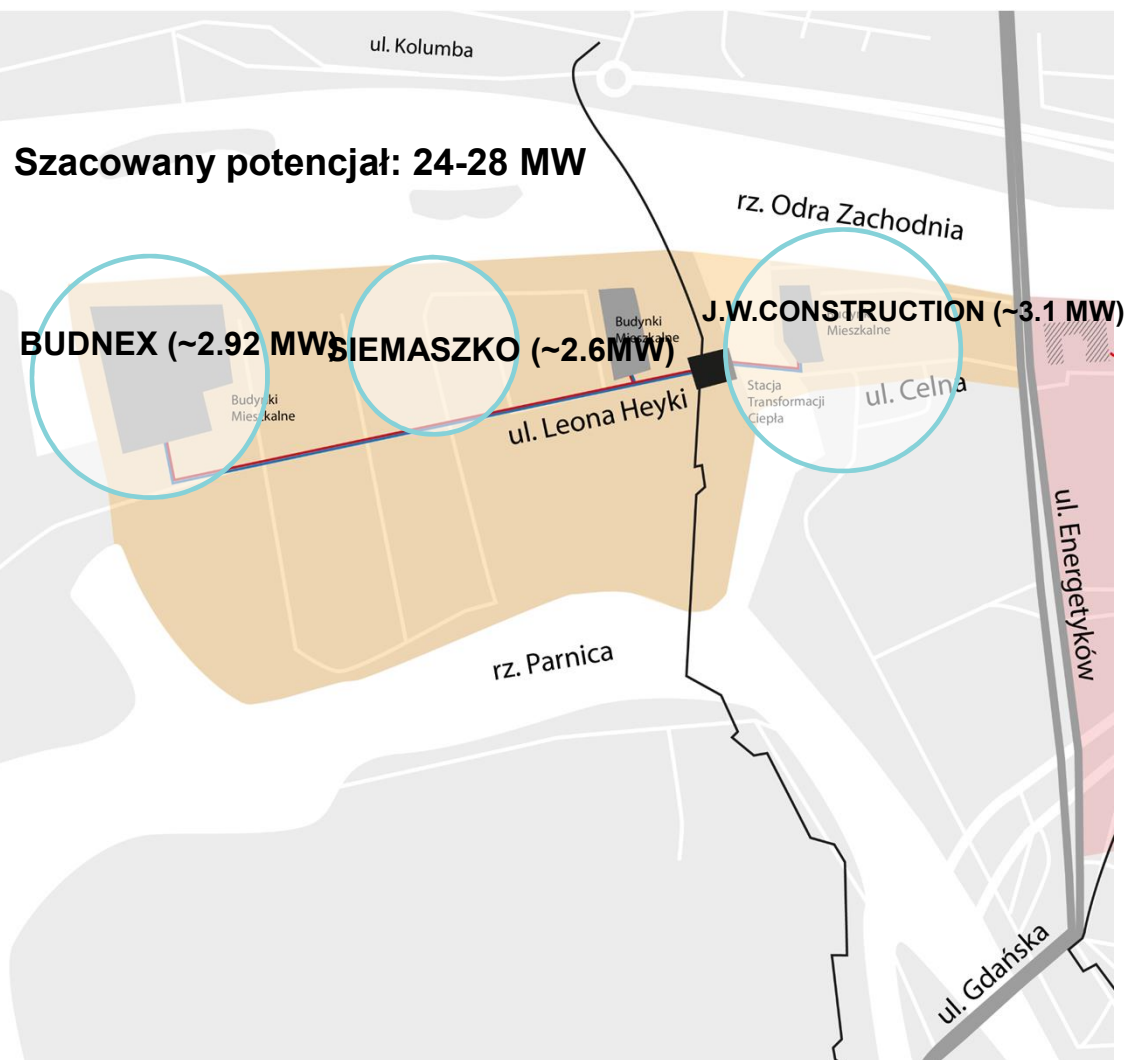 ul. Kolumba
Szacowany potencjał: 24-28 MW
rz. Odra Zachodnia
J.W.CONSTRUCTION (~3.1 MW)
Budynki
Mieszkalne
Budynki
Mieszkalne
BUDNEX (~2.92 MW)
SIEMASZKO (~2.6MW)
Stacja
Transformacji
Ciepła
ul. Celna
Budynki
Mieszkalne
ul. Leona Heyki
ul. Energetyków
rz. Parnica
ul. Gdańska